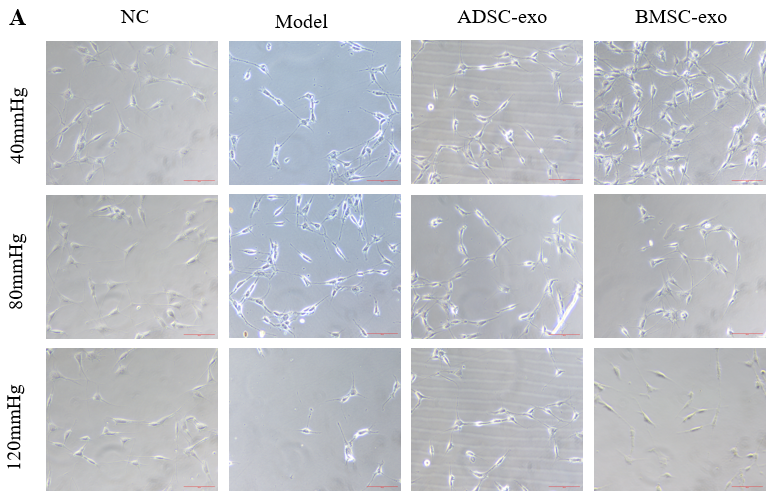 A
NC
Model
ADSC-exo
BMSC-exo
40mmHg
80mmHg
120mmHg